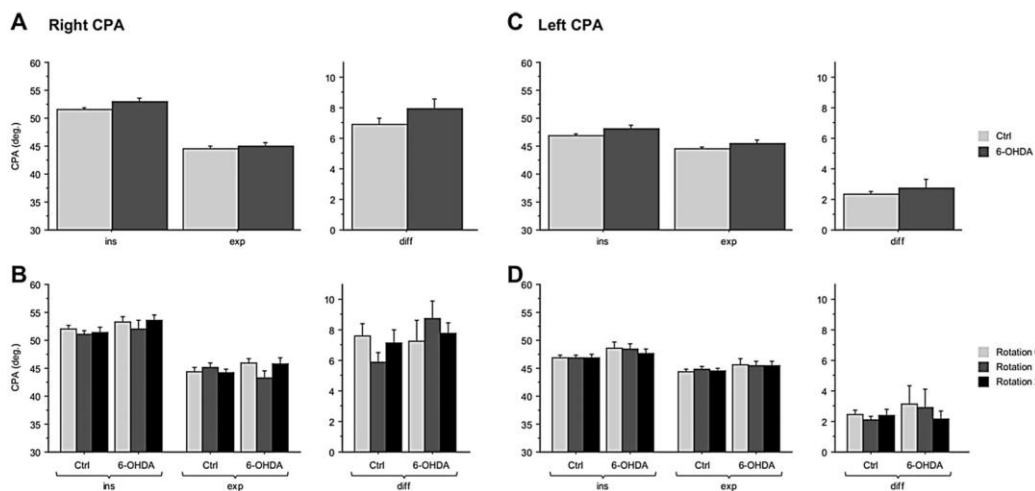 A Right CPA
C Left CPA
CPA (deg.)
60
55
50
45
40
35
30
ins
exp
10
8
6
4
2
0
diff
60
55
50
45
40
35
30
ins
exp
10
8
6
4
2
0
diff
Ctrl
6-OHDA
B
CPA (deg.)
60
55
50
45
40
35
30
Ctrl 6-OHDA Ctrl 6-OHDA
ins exp
10
8
6
4
2
0
Ctrl 6-OHDA
diff
D
60
55
50
45
40
35
30
Ctrl 6-OHDA Ctrl 6-OHDA
ins exp
10
8
6
4
2
0
Ctrl 6-OHDA
diff
Rotation
Rotation
Rotation